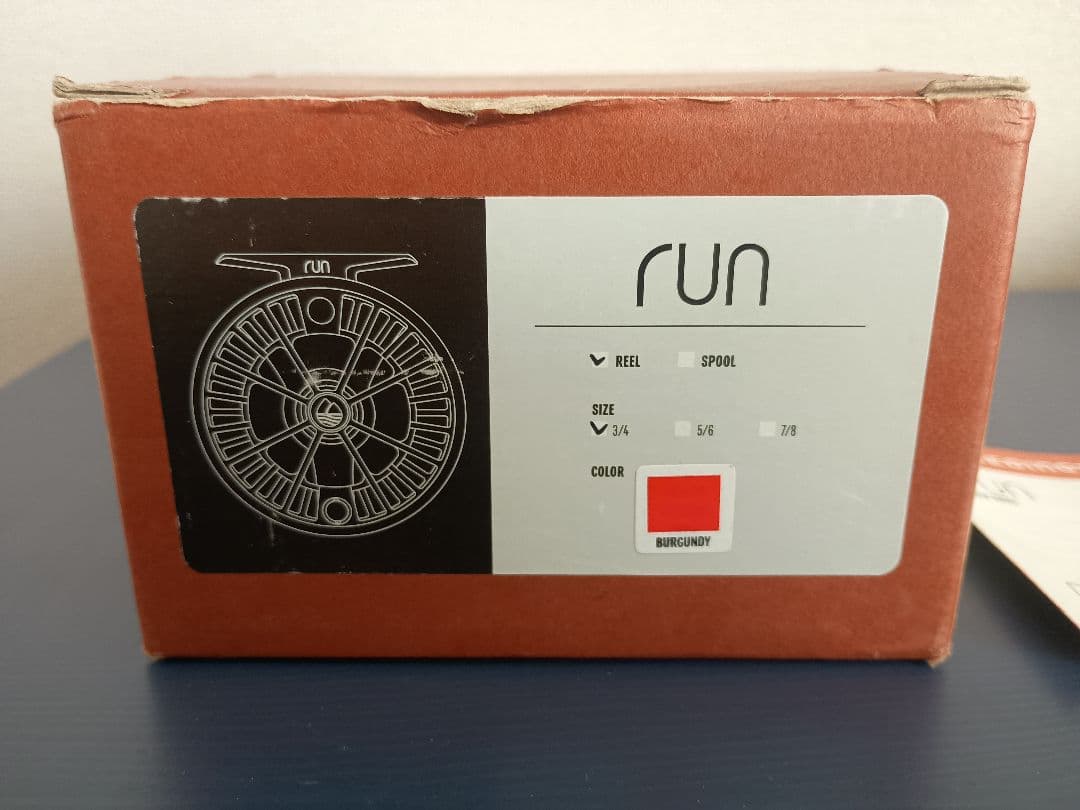 run
run
REEL SPOOL
SIZE
3/4 5/6 7/8
COLOR
BURGUNDY